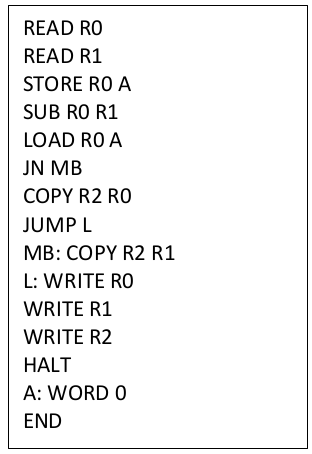 READ R0
READ R1
STORE R0 A
SUB R0 R1
LOAD R0 A
JN MB
COPY R2 R0
JUMP L
MB: COPY R2 R1
L: WRITE R0
WRITE R1
WRITE R2
HALT
A: WORD 0
END